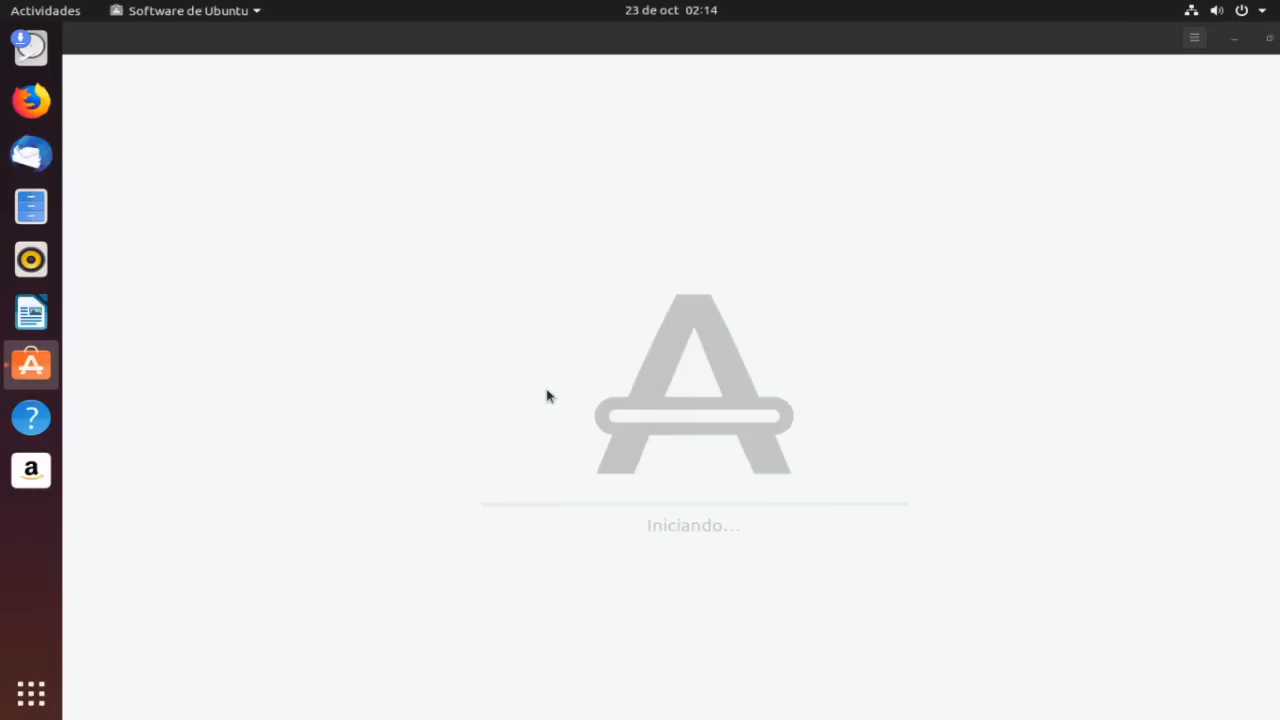 Actividades
Software de Ubuntu
23 de oct 02:14
Iniciando...